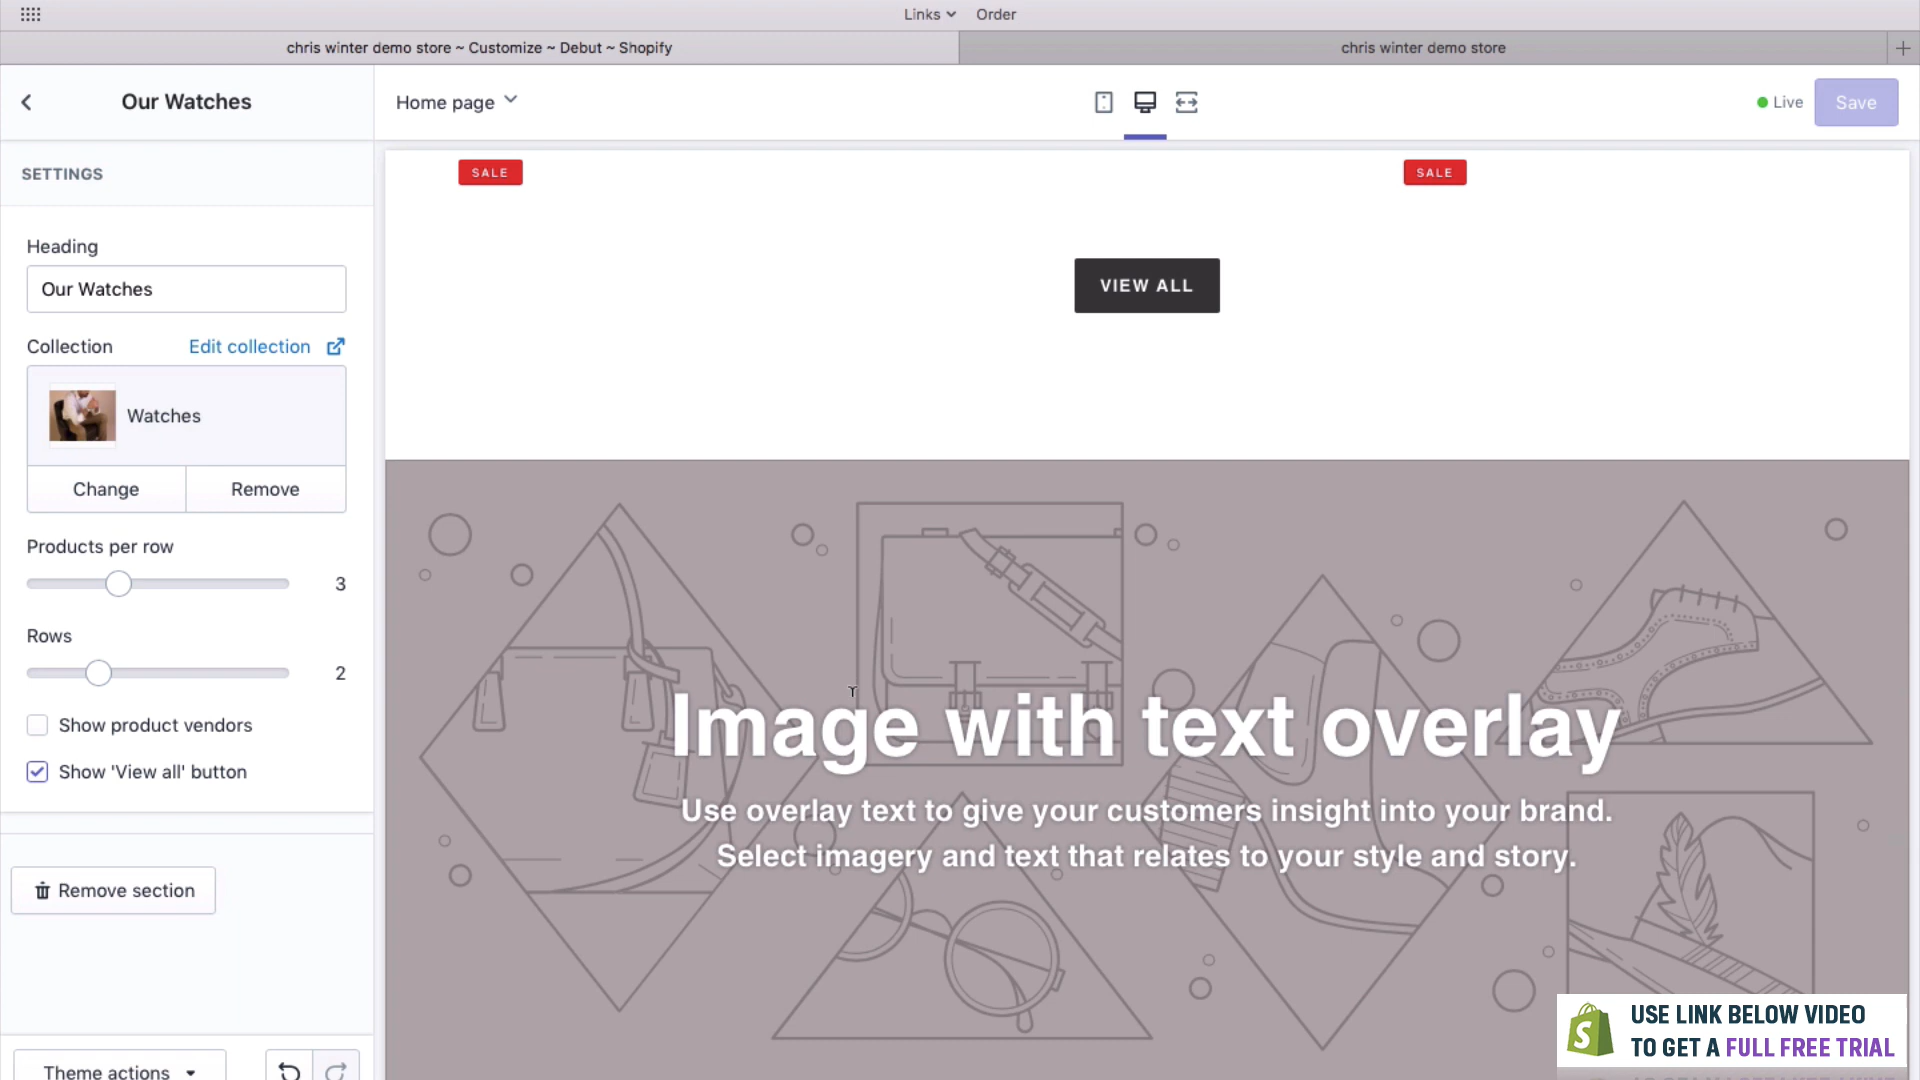 Links Order
chris winter demo store ~ Customize ~ Debut ~ Shopify
chris winter demo store
Our Watches
Home page
Live
Save
SETTINGS
SALE
SALE
Heading
Our Watches
VIEW ALL
Collection
Edit collection
Watches
Change
Remove
Products per row
3
Rows
2
Show product vendors
Show 'View all' button
Image with text overlay
Use overlay text to give your customers insight into your brand.
Select imagery and text that relates to your style and story.
Remove section
Theme actions
USE LINK BELOW VIDEO
TO GET A FULL FREE TRIAL